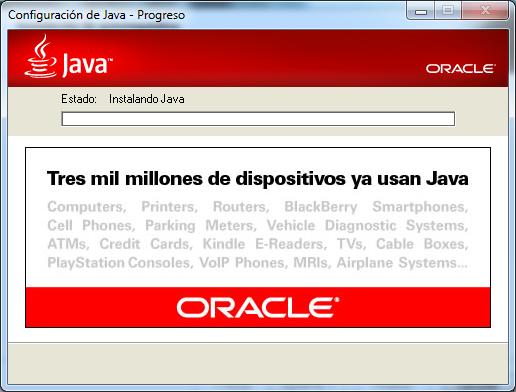 Configuración de Java - Progreso
Java™
ORACLE®
Estado: Instalando Java
Tres mil millones de dispositivos ya usan Java
Computers, Printers, Routers, BlackBerry Smartphones,
Cell Phones, Parking Meters, Vehicle Diagnostic Systems,
ATMs, Credit Cards, Kindle E-Readers, TVs, Cable Boxes,
PlayStation Consoles, VoIP Phones, MRIs, Airplane Systems...
ORACLE®